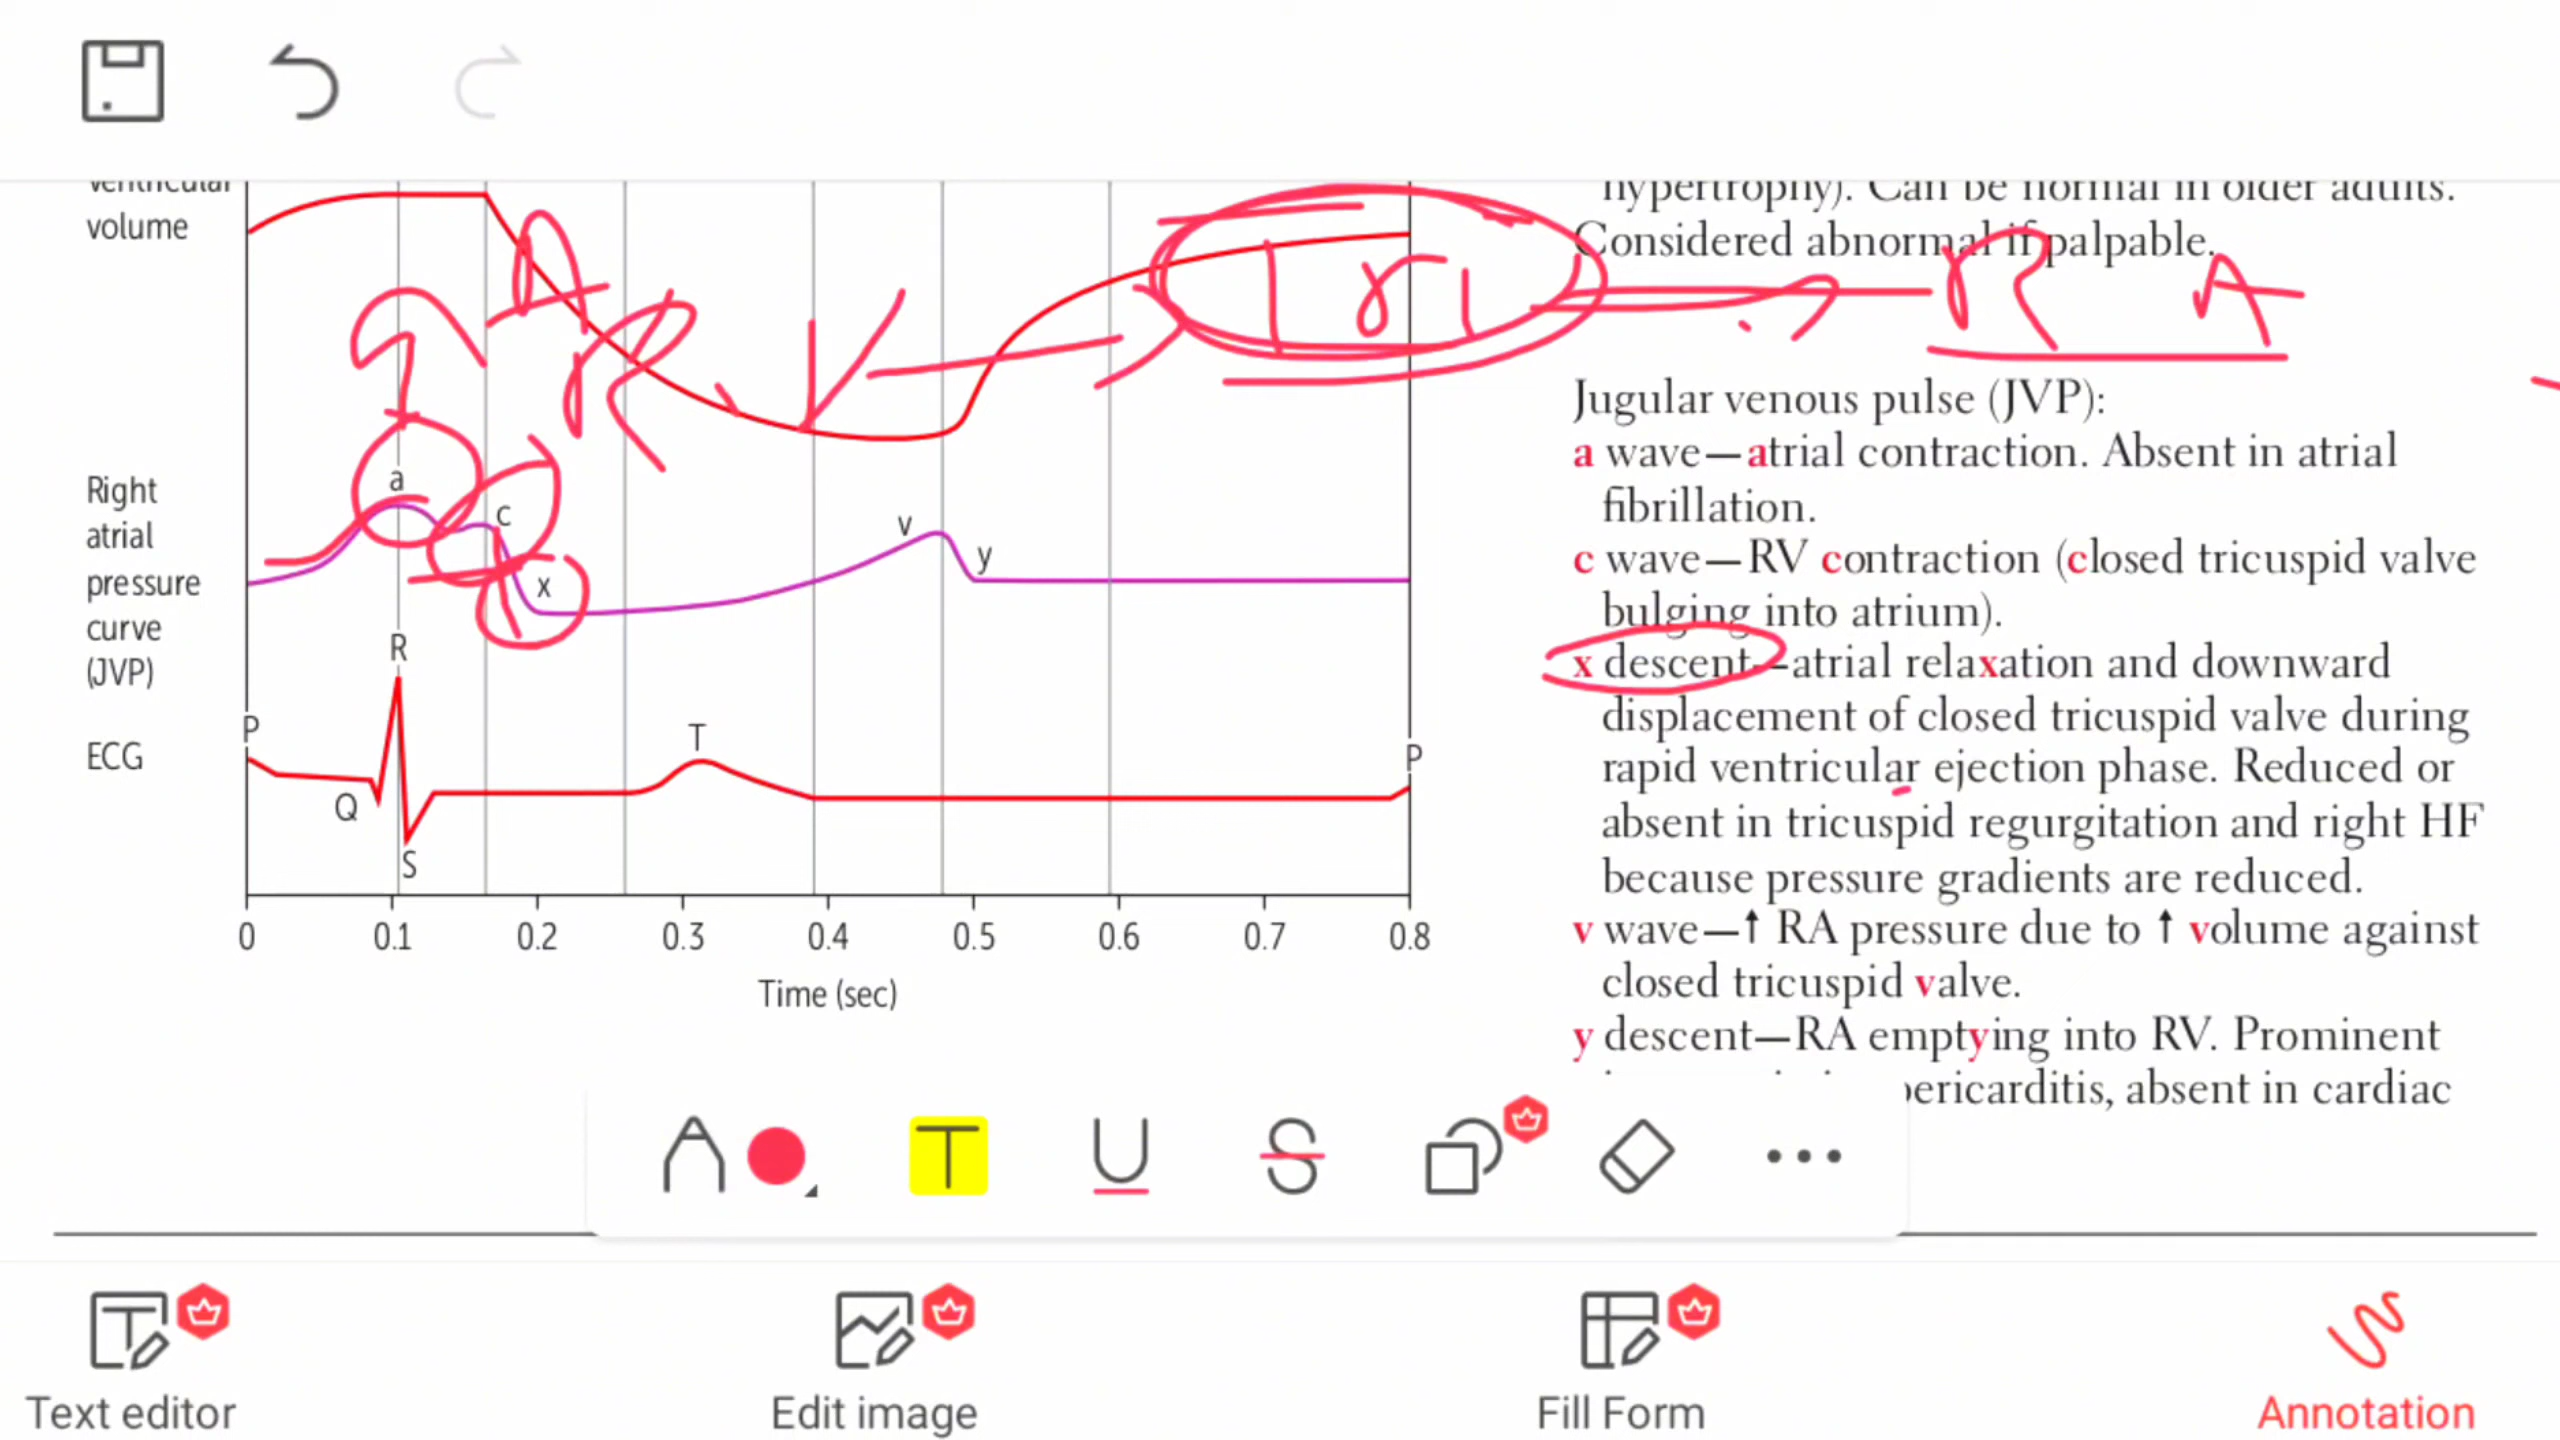 ventricular
volume
hypertrophy). Can be normal in older adults.
Considered abnormal if palpable.
A
R
Tri
R A
Right
atrial
pressure
curve
(JVP)
a
c
x
v
y
ECG
P
Q
R
S
T
P
0 0.1 0.2 0.3 0.4 0.5 0.6 0.7 0.8
Time (sec)
Jugular venous pulse (JVP):
a wave—atrial contraction. Absent in atrial
fibrillation.
c wave—RV contraction (closed tricuspid valve
bulging into atrium).
x descent—atrial relaxation and downward
displacement of closed tricuspid valve during
rapid ventricular ejection phase. Reduced or
absent in tricuspid regurgitation and right HF
because pressure gradients are reduced.
v wave—↑ RA pressure due to ↑ volume against
closed tricuspid valve.
y descent—RA emptying into RV. Prominent
pericarditis, absent in cardiac
T U S
Text editor
Edit image
Fill Form
Annotation